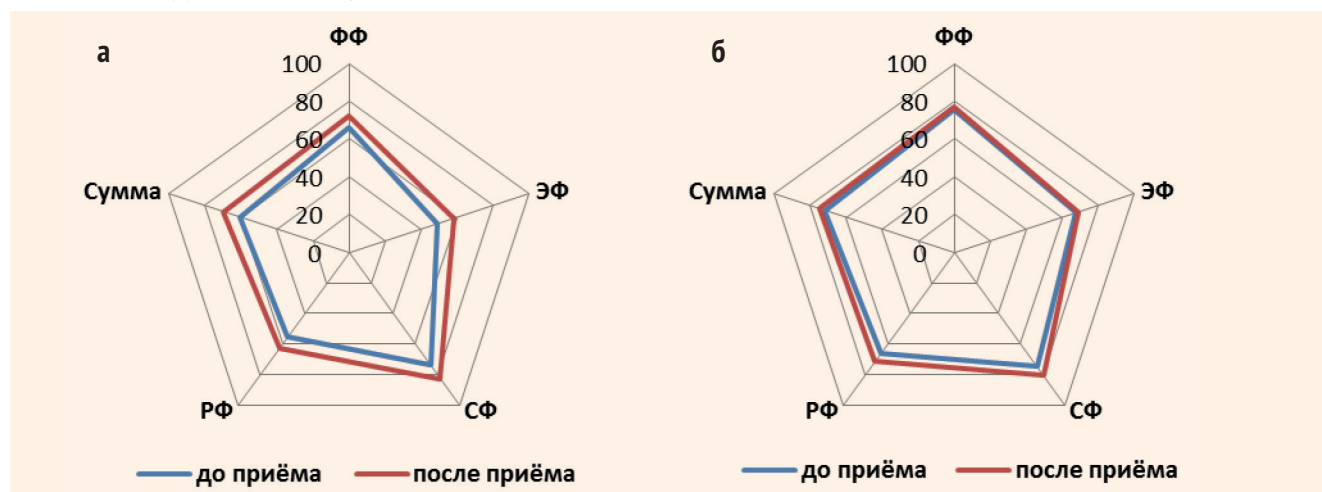 а
ФФ
100
80
60
40
20
0
ЭФ
СФ
РФ
Сумма
до приёма
после приёма
б
ФФ
100
80
60
40
20
0
ЭФ
СФ
РФ
Сумма
до приёма
после приёма